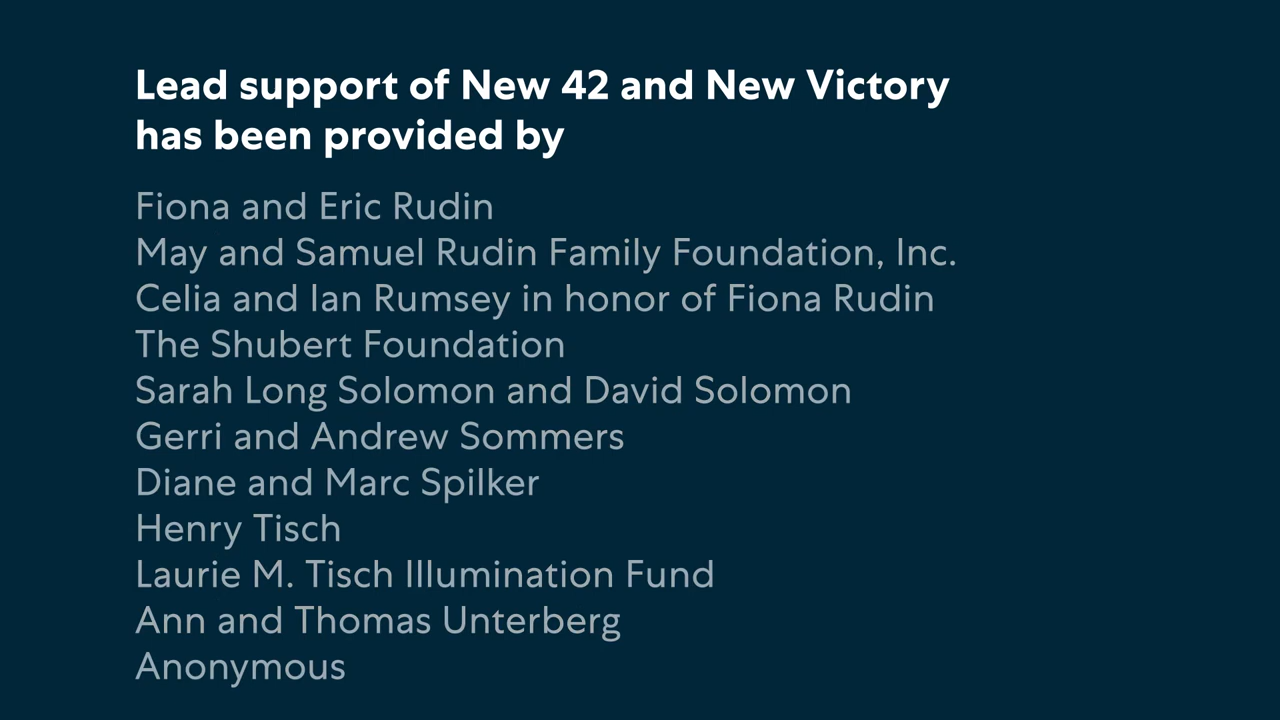 Lead support of New 42 and New Victory
has been provided by
Fiona and Eric Rudin
May and Samuel Rudin Family Foundation, Inc.
Celia and Ian Rumsey in honor of Fiona Rudin
The Shubert Foundation
Sarah Long Solomon and David Solomon
Gerri and Andrew Sommers
Diane and Marc Spilker
Henry Tisch
Laurie M. Tisch Illumination Fund
Ann and Thomas Unterberg
Anonymous